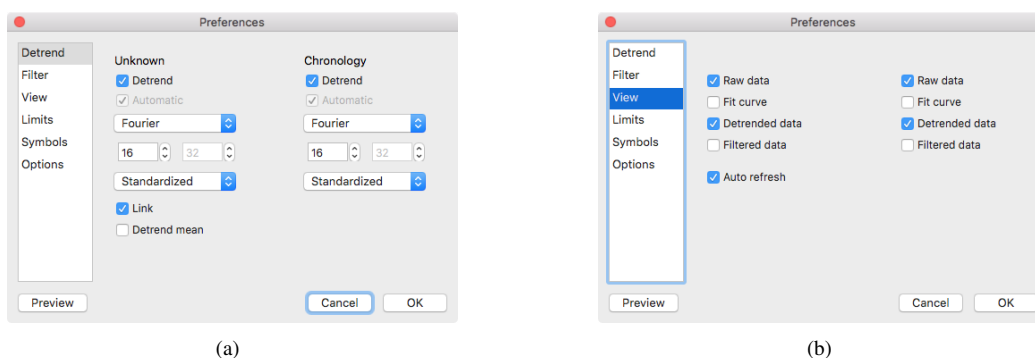 Preferences
Detrend
Filter
View
Limits
Symbols
Options
Unknown
Detrend
Automatic
Fourier
16 32
Standardized
Link
Detrend mean
Chronology
Detrend
Automatic
Fourier
16 32
Standardized
Preview
Cancel
OK
(a)
Preferences
Detrend
Filter
View
Limits
Symbols
Options
Raw data
Fit curve
Detrended data
Filtered data
Auto refresh
Raw data
Fit curve
Detrended data
Filtered data
Preview
Cancel
OK
(b)